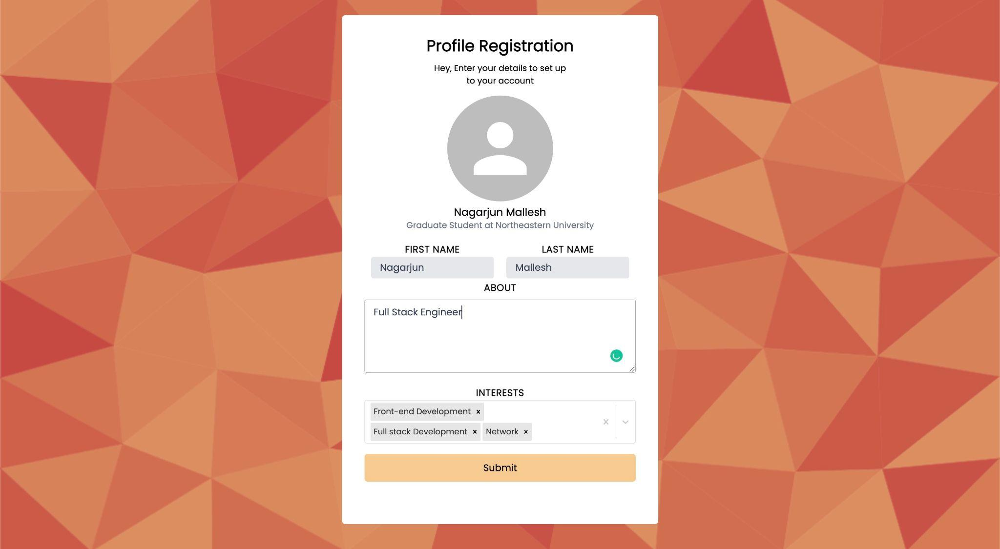 Profile Registration
Hey, Enter your details to set up
to your account
Nagarjun Mallesh
Graduate Student at Northeastern University
FIRST NAME
LAST NAME
Nagarjun
Mallesh
ABOUT
Full Stack Engineer
INTERESTS
Front-end Development
Full stack Development
Network
Submit